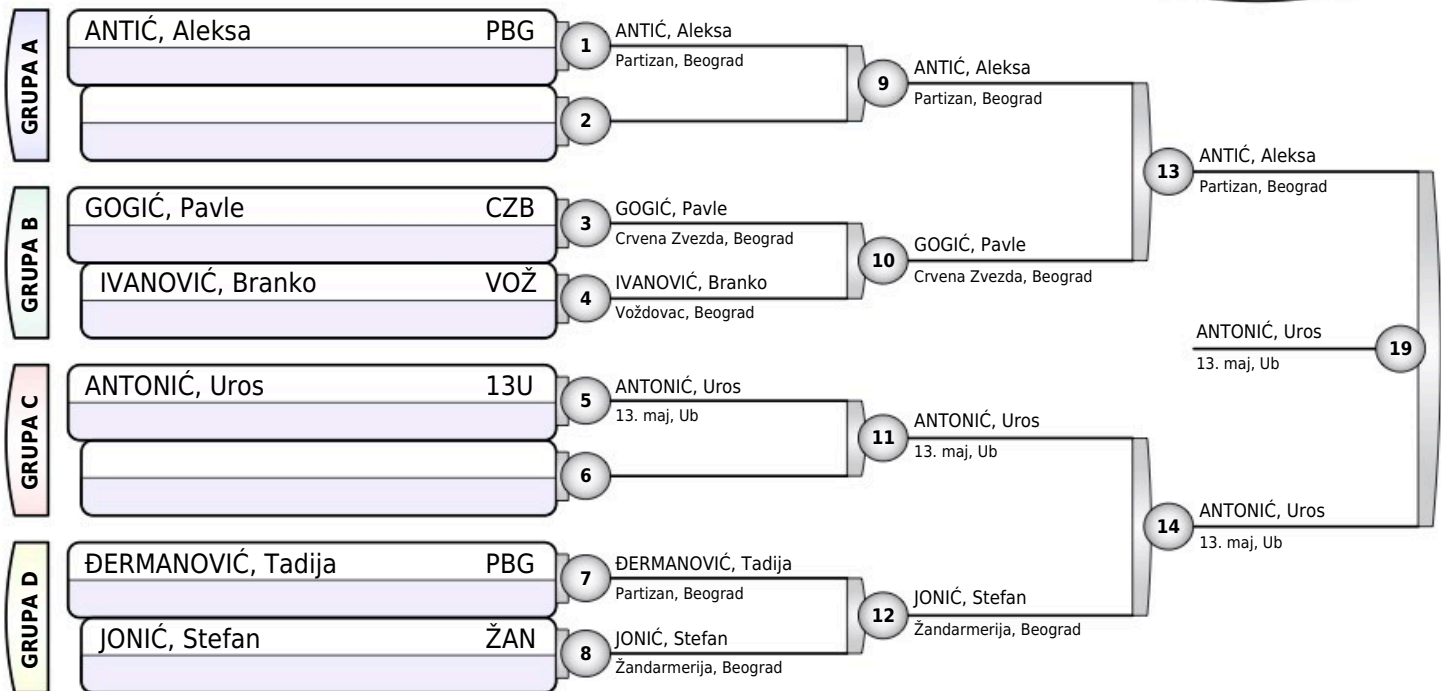 GRUPA A
ANTIĆ, Aleksa PBG
1
ANTIĆ, Aleksa
Partizan, Beograd
2
9
ANTIĆ, Aleksa
Partizan, Beograd
GRUPA B
GOGIĆ, Pavle CZB
3
GOGIĆ, Pavle
Crvena Zvezda, Beograd
IVANOVIĆ, Branko VOŽ
4
IVANOVIĆ, Branko
Voždovac, Beograd
10
GOGIĆ, Pavle
Crvena Zvezda, Beograd
13
ANTIĆ, Aleksa
Partizan, Beograd
GRUPA C
ANTONIĆ, Uros 13U
5
ANTONIĆ, Uros
13. maj, Ub
6
11
ANTONIĆ, Uros
13. maj, Ub
GRUPA D
ĐERMANOVIĆ, Tadija PBG
7
ĐERMANOVIĆ, Tadija
Partizan, Beograd
JONIĆ, Stefan ŽAN
8
JONIĆ, Stefan
Žandarmerija, Beograd
12
JONIĆ, Stefan
Žandarmerija, Beograd
14
ANTONIĆ, Uros
13. maj, Ub
ANTONIĆ, Uros
13. maj, Ub
19